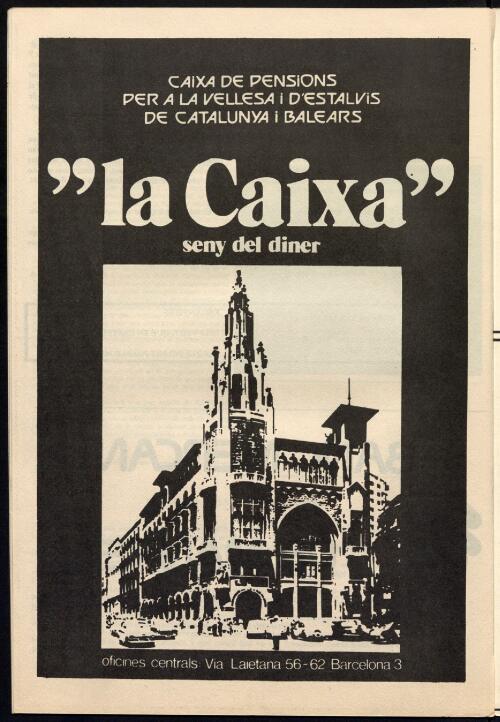 CAIXA DE PENSIONS
PER A LA VELLESA i D'ESTALVIS
DE CATALUNYA i BALEARS
"la Caixa"
seny del diner
oficines centrals: Via Laietana 56-62 Barcelona 3